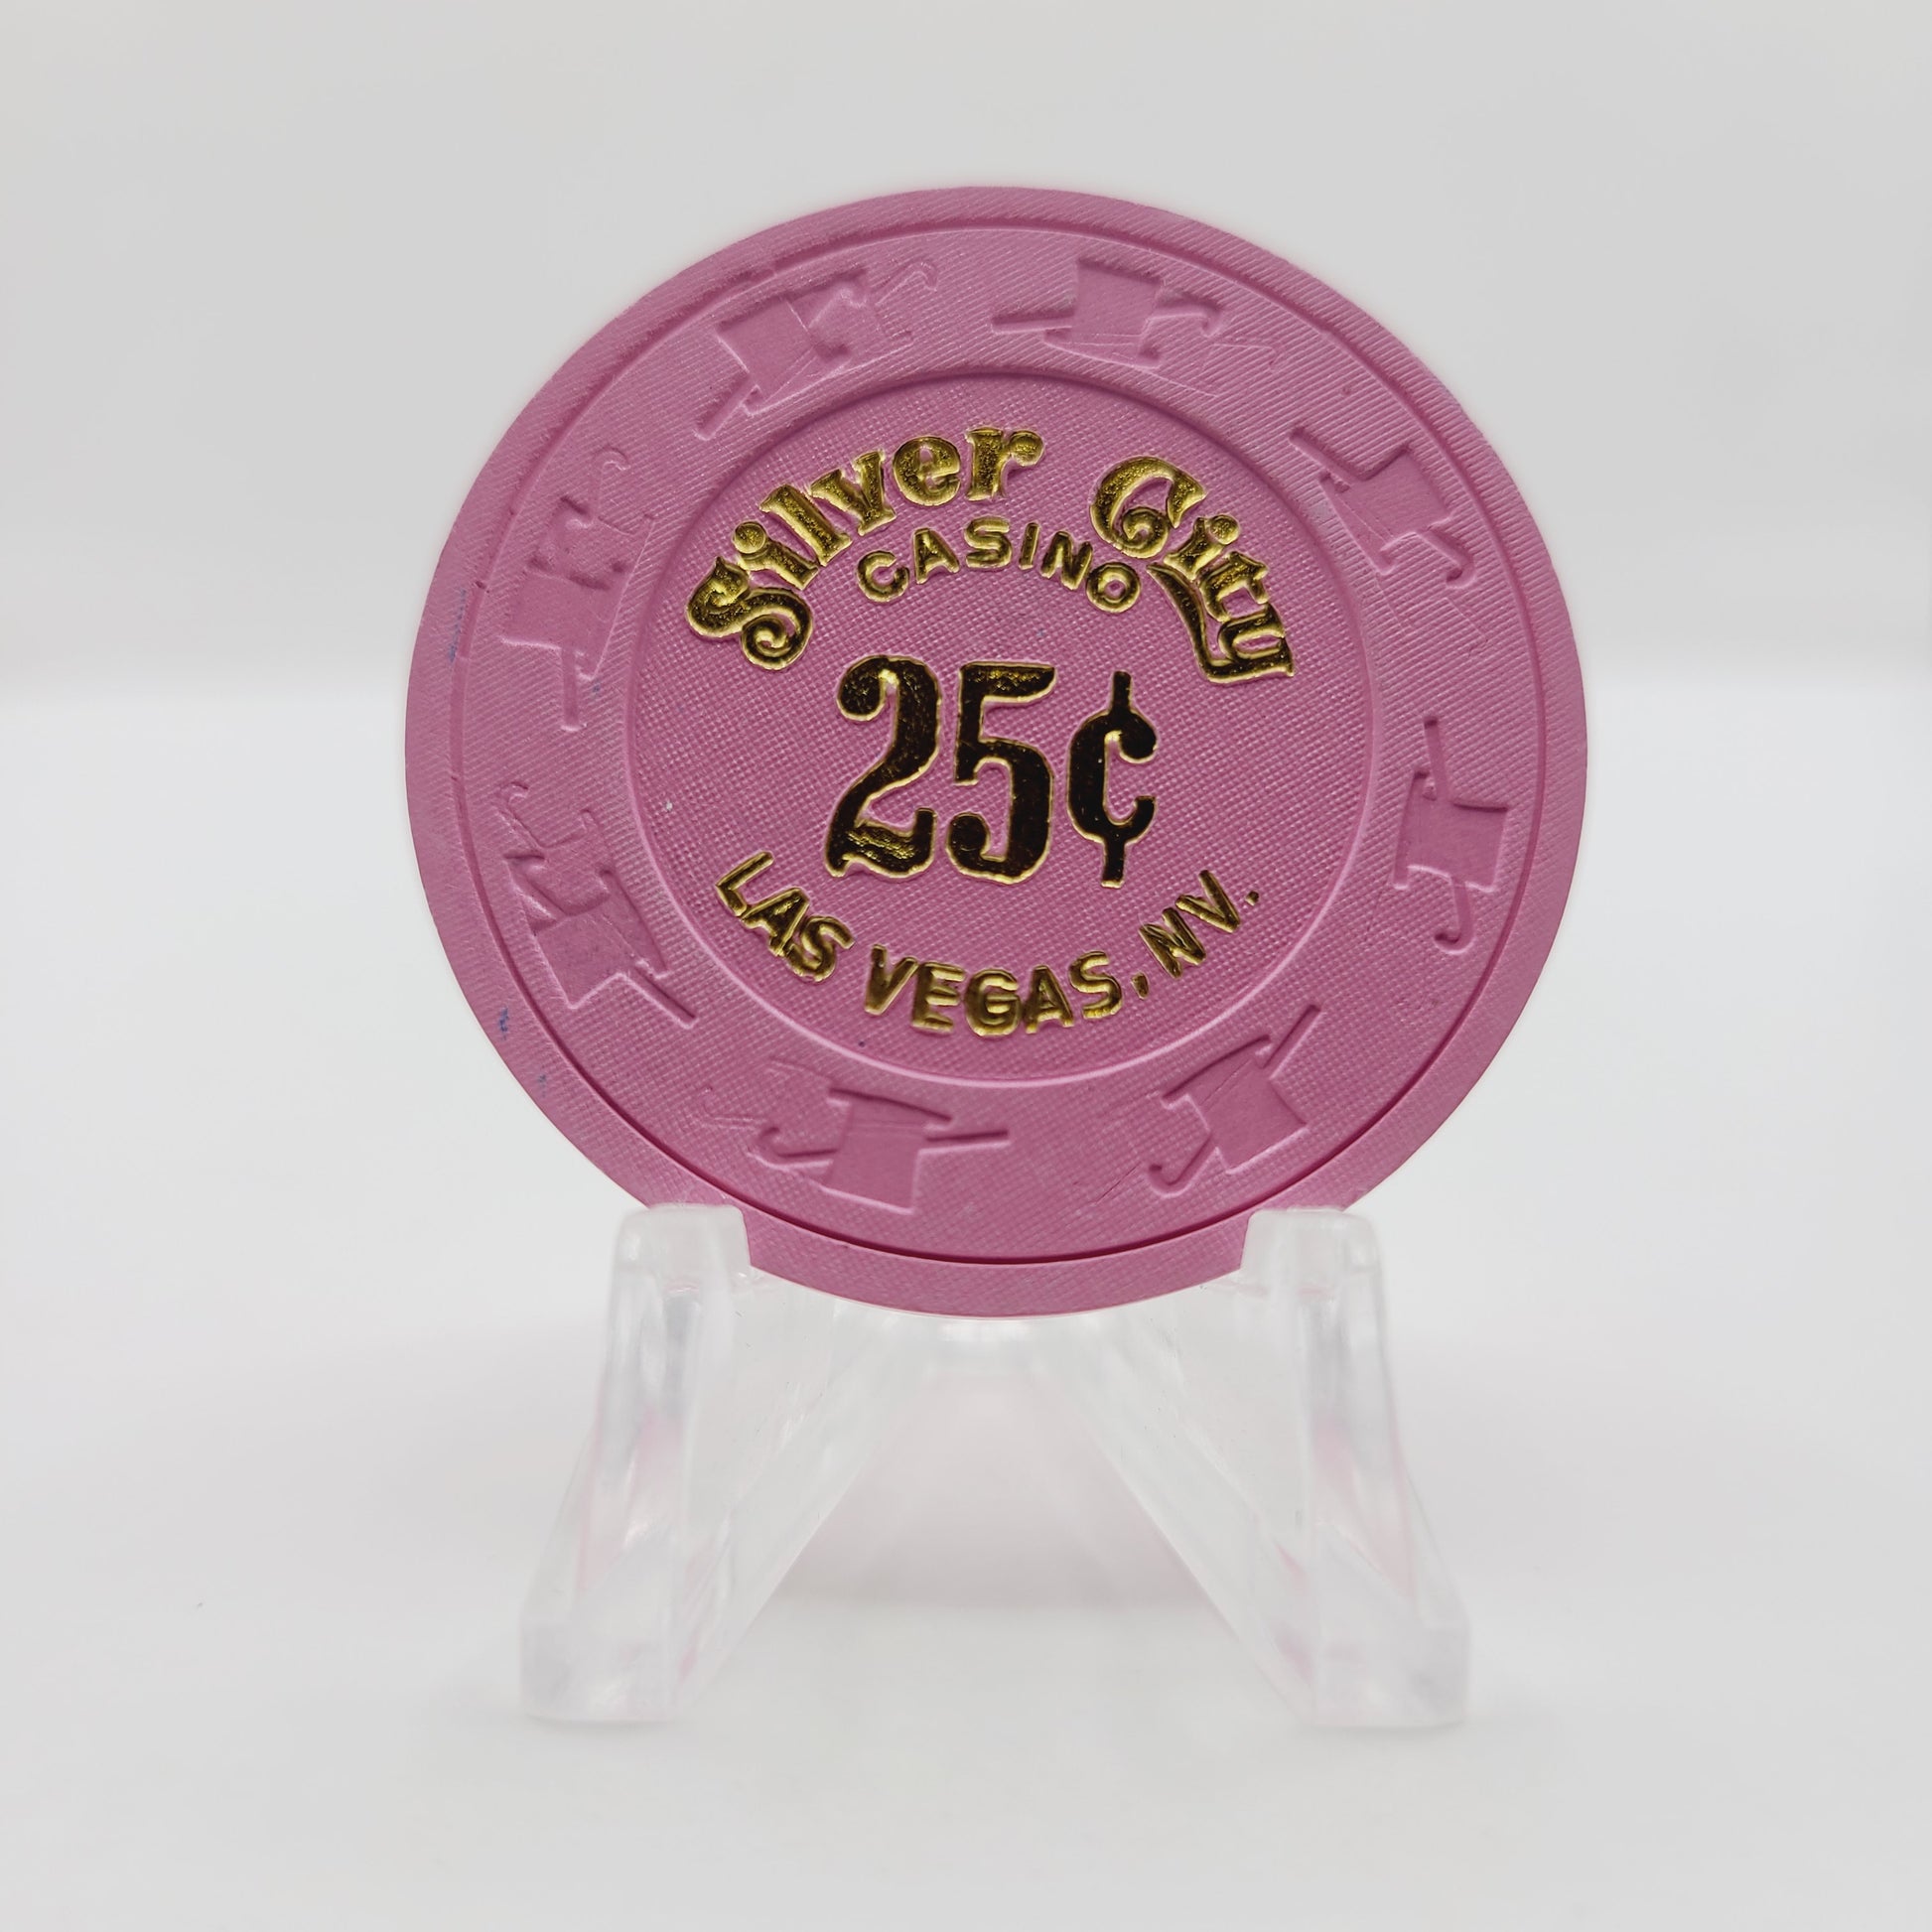 Silver City
CASINO
25¢
LAS VEGAS, NV.